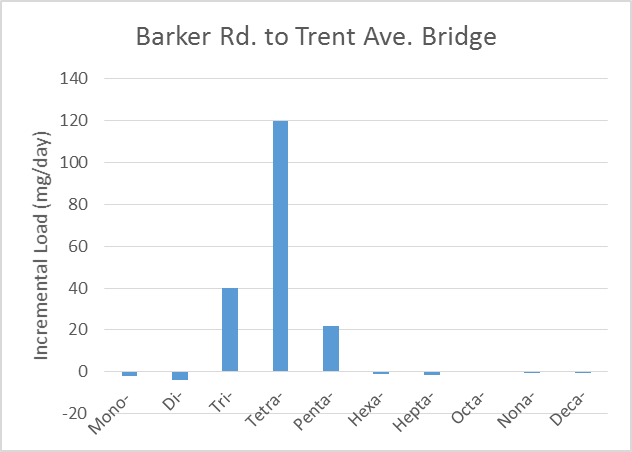 Barker Rd. to Trent Ave. Bridge
Incremental Load (mg/day)
140
120
100
80
60
40
20
0
-20
Mono-
Di-
Tri-
Tetra-
Penta-
Hexa-
Hepta-
Octa-
Nona-
Deca-